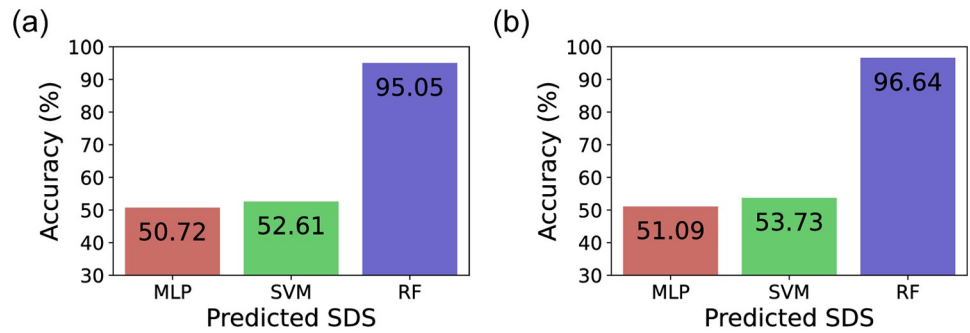 (a)
Accuracy (%)
100
90
80
70
60
50
40
30
50.72
52.61
95.05
MLP SVM RF
Predicted SDS
(b)
Accuracy (%)
100
90
80
70
60
50
40
30
51.09
53.73
96.64
MLP SVM RF
Predicted SDS